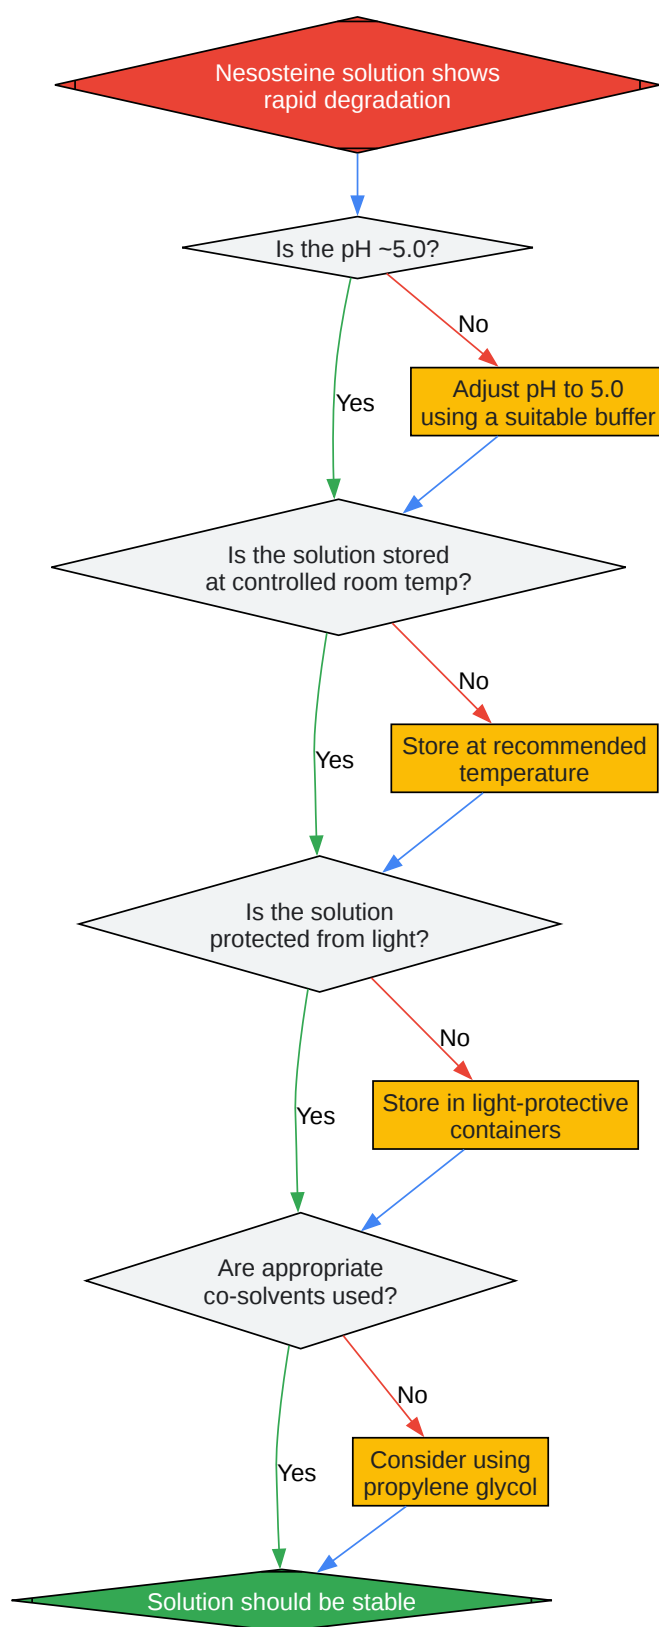 Nesosteine solution shows
rapid degradation
Is the pH ~5.0?
No
Adjust pH to 5.0
using a suitable buffer
Yes
Is the solution stored
at controlled room temp?
No
Store at recommended
temperature
Yes
Is the solution
protected from light?
No
Store in light-protective
containers
Yes
Are appropriate
co-solvents used?
No
Consider using
propylene glycol
Yes
Solution should be stable